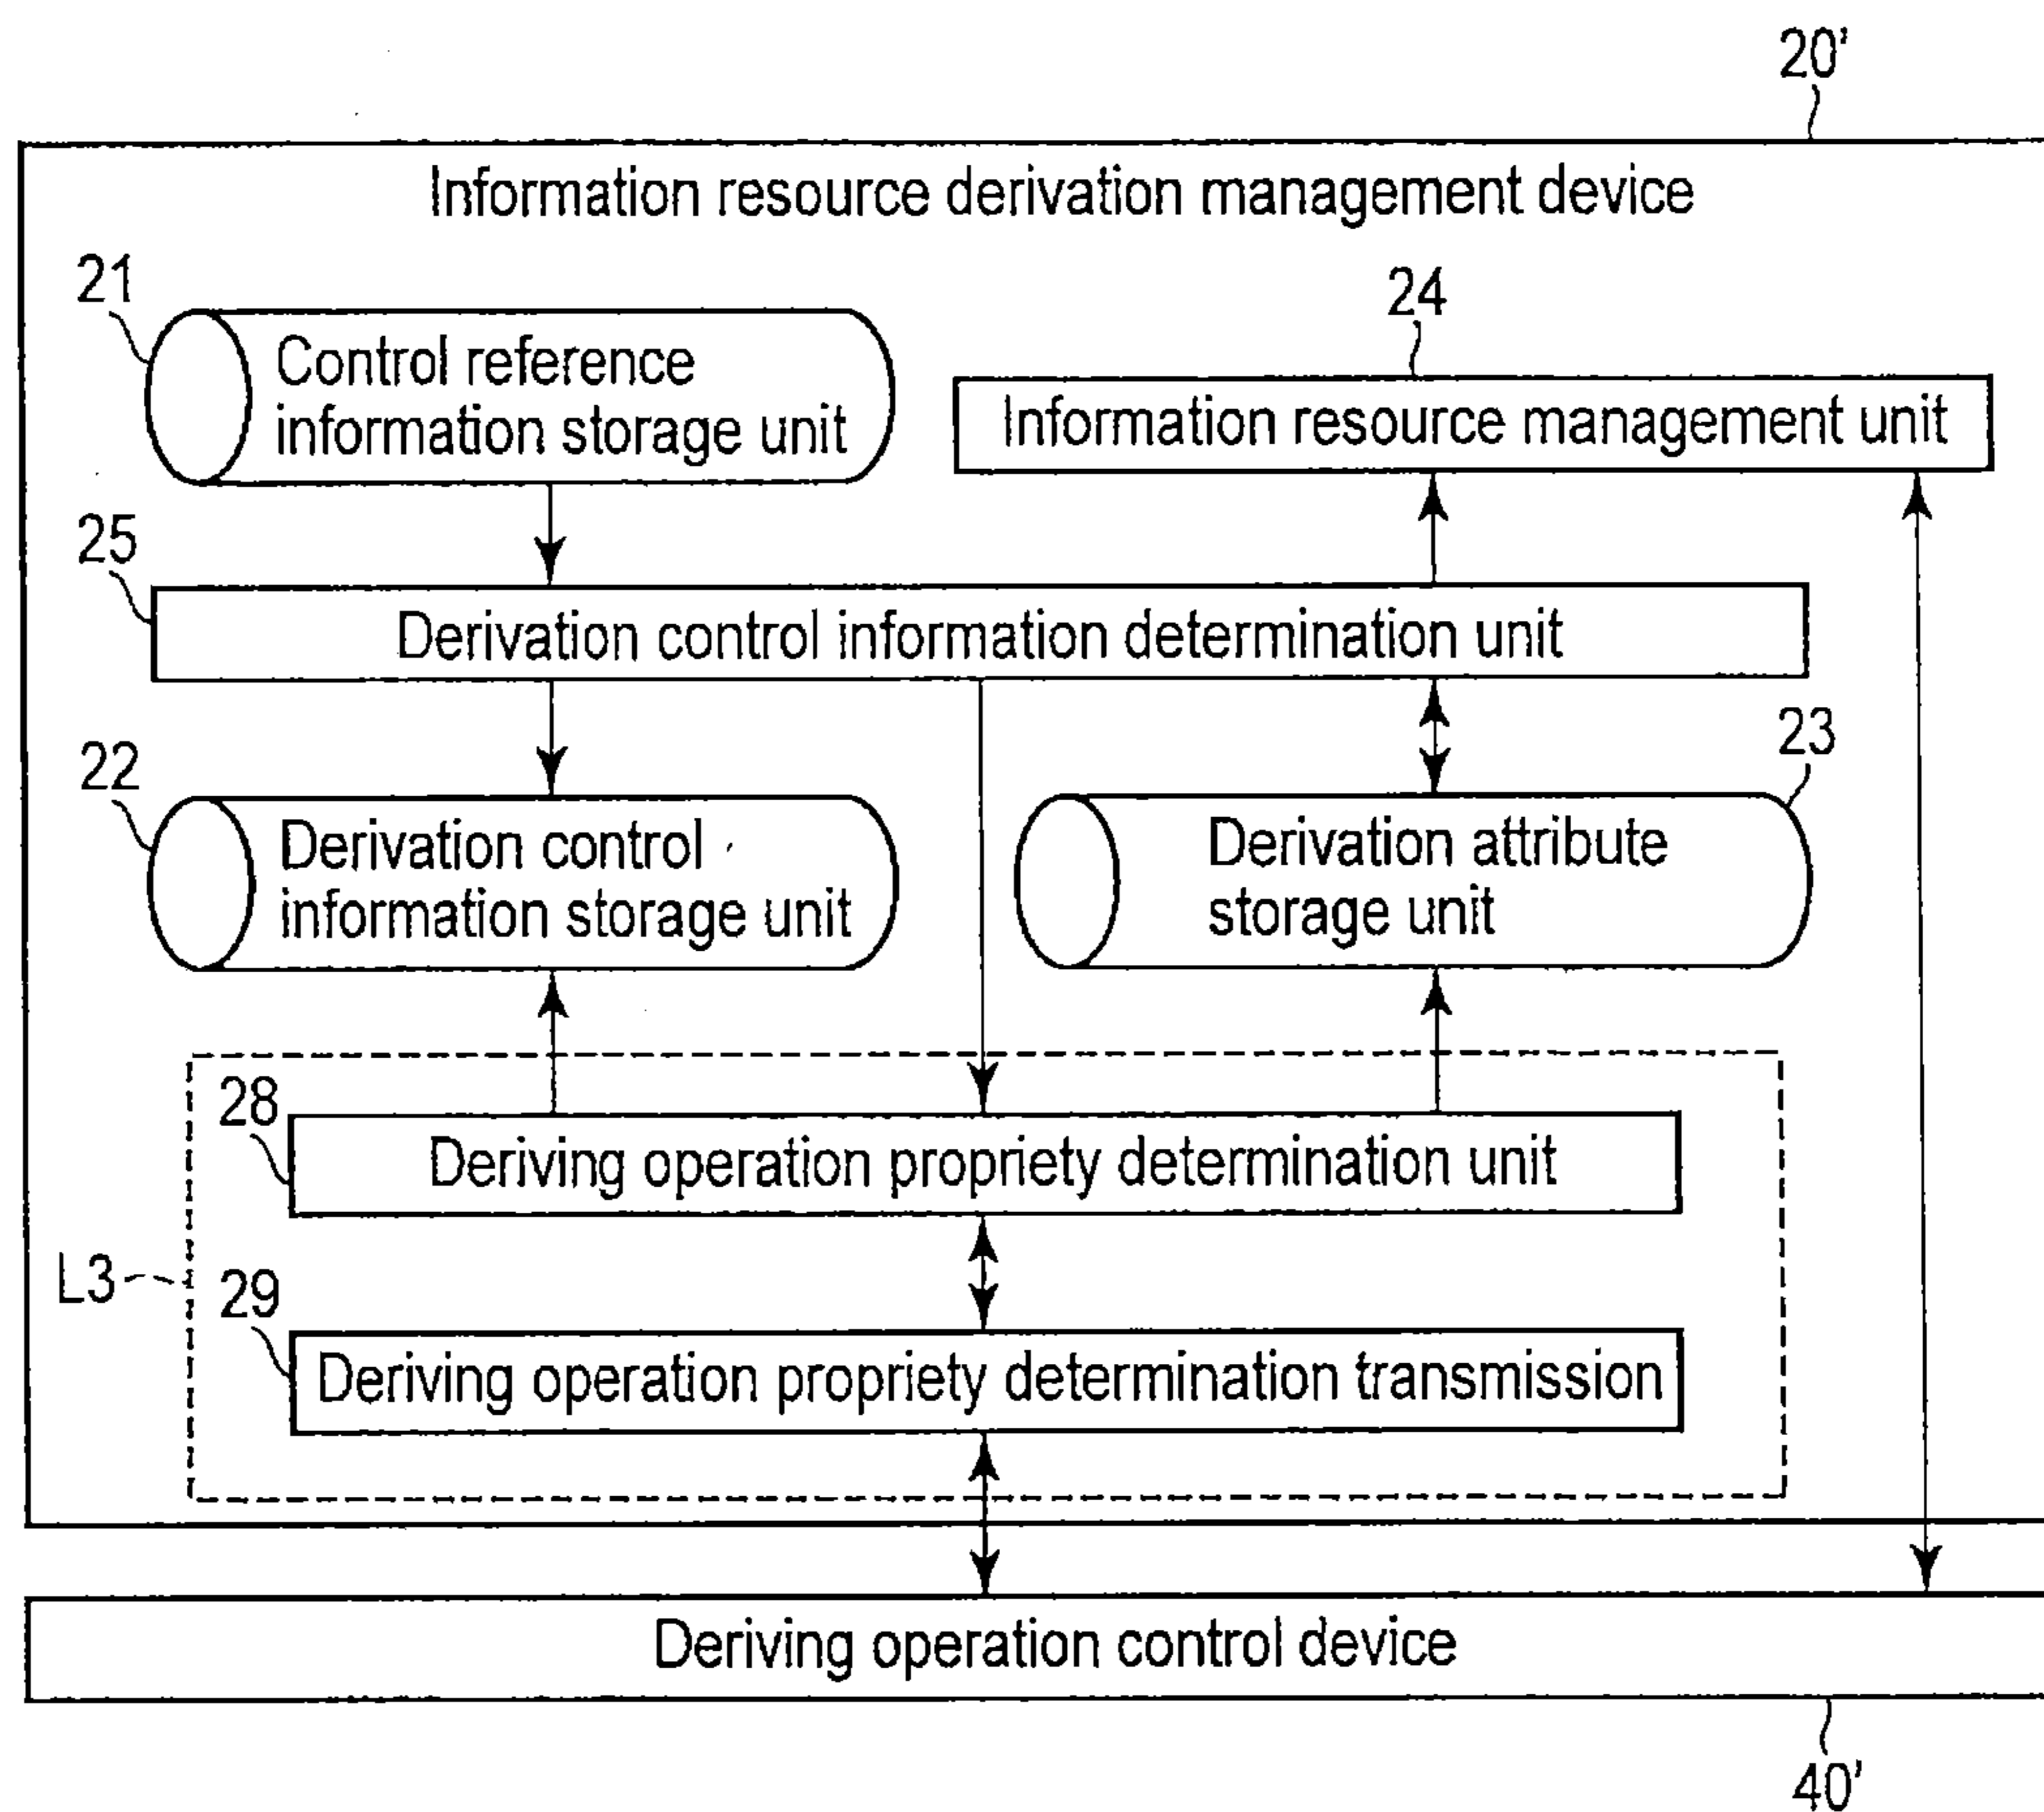 20'
Information resource derivation management device
21
Control reference
information storage unit
24
Information resource management unit
25
Derivation control information determination unit
22
Derivation control
information storage unit
23
Derivation attribute
storage unit
28
Deriving operation propriety determination unit
L3
29
Deriving operation propriety determination transmission
Deriving operation control device
40'